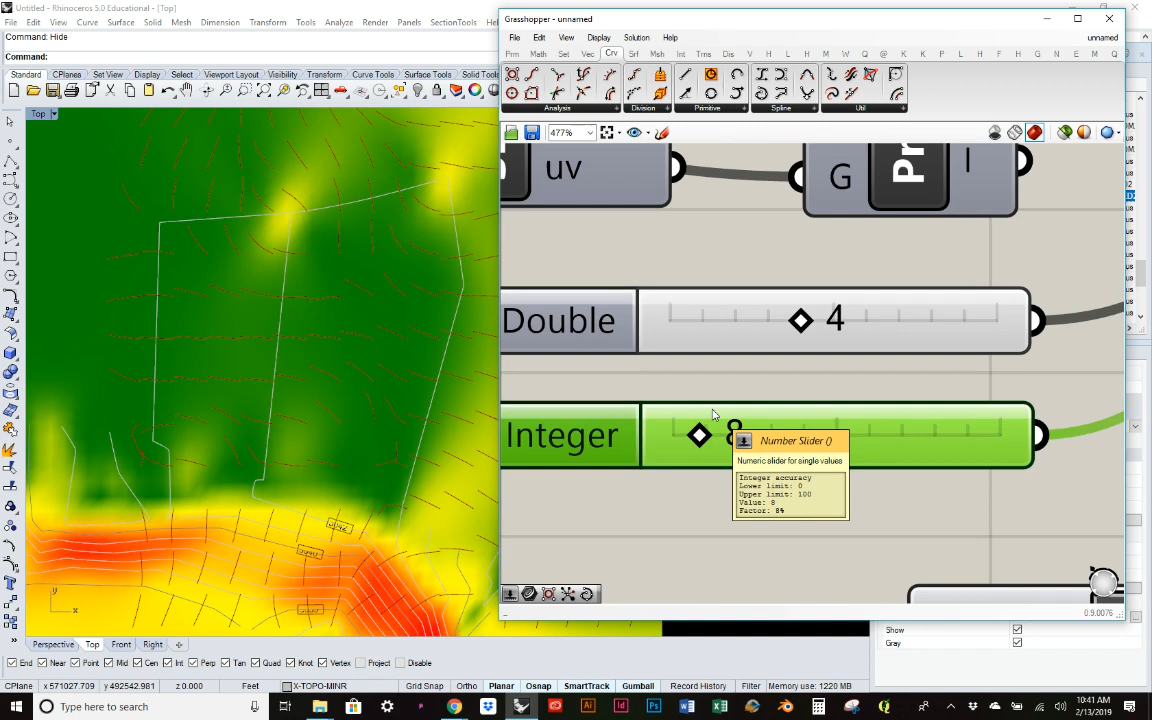 Untitled - Rhinoceros 5.0 Educational - [Top]
File Edit View Curve Surface Solid Mesh Dimension Transform Tools Analyze Render Panels SectionTools
Command: Hide
Command:
Standard CPlanes Set View Display Select Viewport Layout Visibility Transform Curve Tools Surface Tools Solid Tools
Top
Grasshopper - unnamed
File Edit View Display Solution Help unnamed
Prm Math Set Vec Crv Srf Msh Int Trns Dis V H L H M W Q @ K K L H F H G N E M Q
Analysis Division Primitive Spline Util
477%
uv
G
Pr
I
Double
4
Integer
8
Number Slider ()
Numeric slider for single values
Integer accuracy
Lower limit: 0
Upper limit: 100
Value: 8
Factor: 8%
0.9.0076
y
x
Perspective Top Front Right
Show
Gray
End Near Point Mid Cen Int Perp Tan Quad Knot Vertex Project Disable
CPlane x 571027.709 y 492542.981 z 0.000 Feet X-TOPO-MINR Grid Snap Ortho Planar Osnap SmartTrack Gumball Record History Filter Memory use: 1220 MB
Type here to search
10:41 AM
2/13/2019